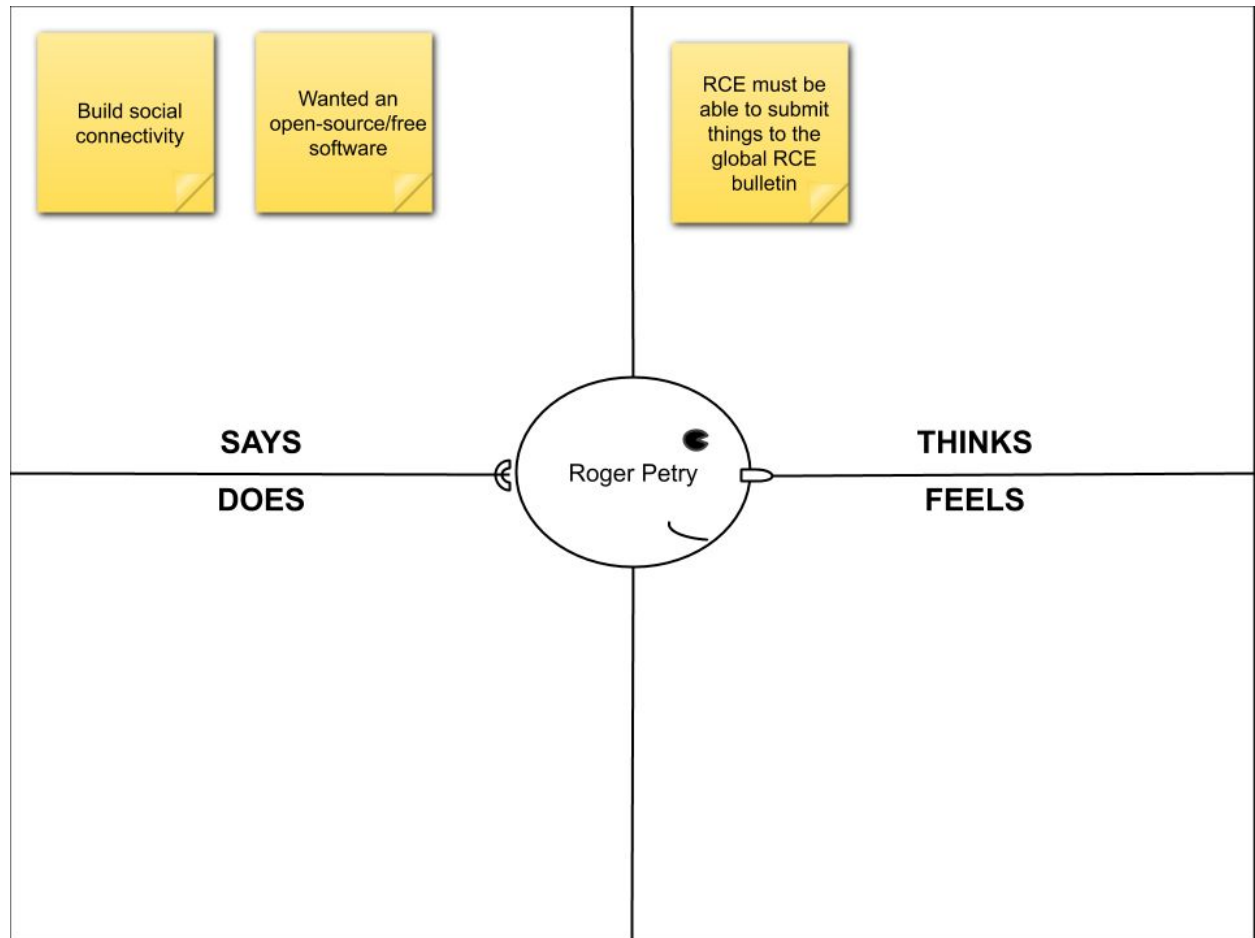 Build social
connectivity
Wanted an
open-source/free
software
RCE must be
able to submit
things to the
global RCE
bulletin
SAYS
THINKS
Roger Petry
DOES
FEELS